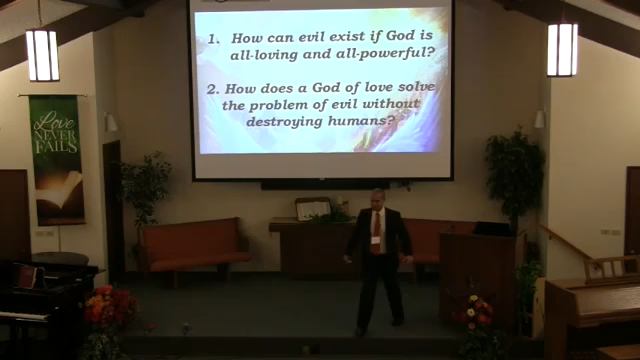 1. How can evil exist if God is
all-loving and all-powerful?
2. How does a God of love solve
the problem of evil without
destroying humans?
Love
NEVER
FAILS